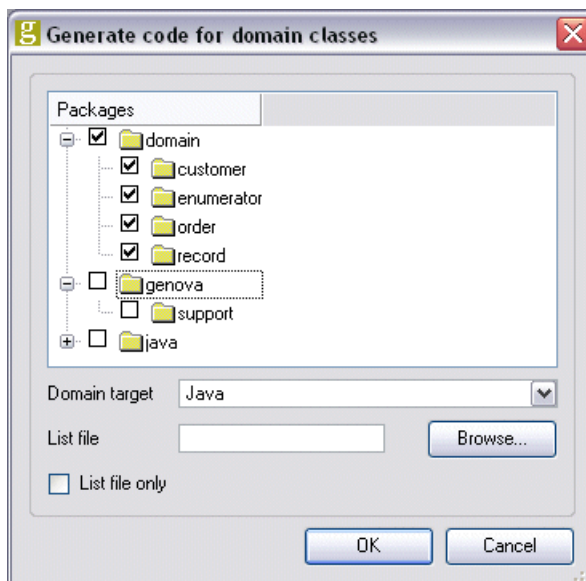 g Generate code for domain classes
Packages
domain
customer
enumerator
order
record
genova
support
java
Domain target Java
List file Browse...
List file only
OK Cancel